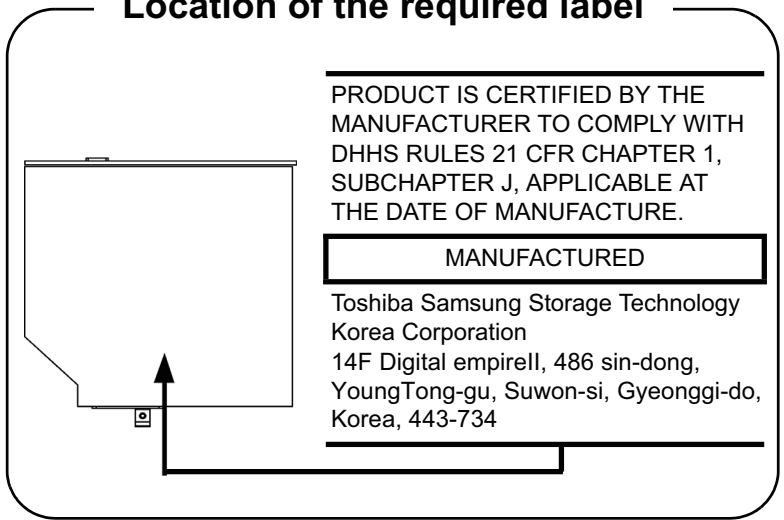 Location of the required label
PRODUCT IS CERTIFIED BY THE
MANUFACTURER TO COMPLY WITH
DHHS RULES 21 CFR CHAPTER 1,
SUBCHAPTER J, APPLICABLE AT
THE DATE OF MANUFACTURE.
MANUFACTURED
Toshiba Samsung Storage Technology
Korea Corporation
14F Digital empireII, 486 sin-dong,
YoungTong-gu, Suwon-si, Gyeonggi-do,
Korea, 443-734